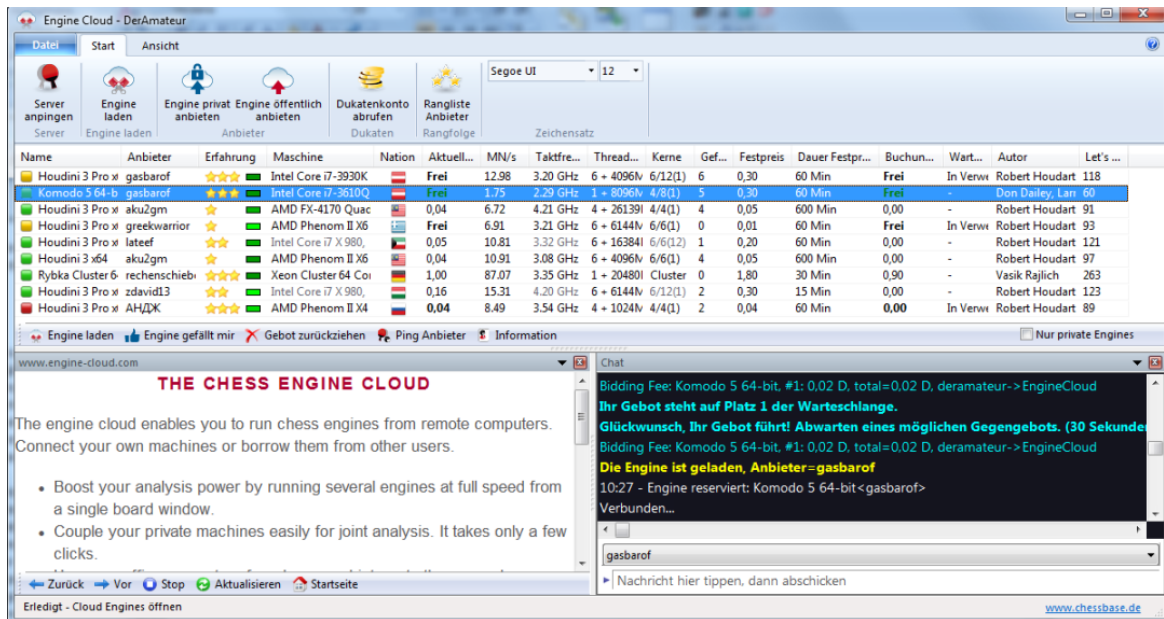 Engine Cloud - DerAmateur
Datei Start Ansicht
Segoe UI 12
Server anpingen
Engine laden
Engine privat anbieten
Engine öffentlich anbieten
Dukatenkonto abrufen
Rangliste Anbieter
Server Engine laden Anbieter Dukaten Rangfolge Zeichensatz
Name Anbieter Erfahrung Maschine Nation Aktuell... MN/s Taktfre... Thread... Kerne Gef... Festpreis Dauer Festpr... Buchun... Wart... Autor Let's ...
Houdini 3 Pro x gasbarof Intel Core i7-3930K Frei 12.98 3.20 GHz 6 + 4096M 6/12(1) 6 0,30 60 Min Frei In Verwe Robert Houdart 118
Komodo 5 64-b gasbarof Intel Core i7-3610Q Frei 1.75 2.29 GHz 1 + 8096M 4/8(1) 5 0,30 60 Min Frei - Don Dailey, Larr 60
Houdini 3 Pro x aku2gm AMD FX-4170 Quac 0,04 6.72 4.21 GHz 4 + 26139l 4/4(1) 4 0,05 600 Min 0,00 - Robert Houdart 91
Houdini 3 Pro x greekwarrior AMD Phenom II X6 Frei 6.91 3.21 GHz 6 + 6144M 6/6(1) 0 0,01 60 Min Frei In Verwe Robert Houdart 93
Houdini 3 Pro x lateef Intel Core i7 X 980, 0,05 10.81 3.32 GHz 6 + 16384l 6/6(12) 1 0,20 60 Min 0,00 - Robert Houdart 121
Houdini 3 x64 aku2gm AMD Phenom II X6 0,04 10.91 3.08 GHz 6 + 4096M 6/6(1) 4 0,05 600 Min 0,00 - Robert Houdart 97
Rybka Cluster 6 rechenschieb Xeon Cluster 64 Coi 1,00 87.07 3.35 GHz 1 + 20480l Cluster 0 1,80 30 Min 0,90 - Vasik Rajlich 263
Houdini 3 Pro x zdavid13 Intel Core i7 X 980, 0,16 15.31 4.20 GHz 6 + 6144M 6/12(1) 2 0,30 15 Min 0,00 - Robert Houdart 123
Houdini 3 Pro x АНДЖ AMD Phenom II X4 0,04 8.49 3.54 GHz 4 + 1024M 4/4(1) 2 0,04 60 Min 0,00 In Verwe Robert Houdart 89
Engine laden Engine gefällt mir Gebot zurückziehen Ping Anbieter Information Nur private Engines
www.engine-cloud.com
THE CHESS ENGINE CLOUD
The engine cloud enables you to run chess engines from remote computers.
Connect your own machines or borrow them from other users.
• Boost your analysis power by running several engines at full speed from
a single board window.
• Couple your private machines easily for joint analysis. It takes only a few
clicks.
Zurück Vor Stop Aktualisieren Startseite
Chat
Bidding Fee: Komodo 5 64-bit, #1: 0,02 D, total=0,02 D, deramateur->EngineCloud
Ihr Gebot steht auf Platz 1 der Warteschlange.
Glückwunsch, Ihr Gebot führt! Abwarten eines möglichen Gegengebots. (30 Sekunden
Bidding Fee: Komodo 5 64-bit, #1: 0,02 D, total=0,02 D, deramateur->EngineCloud
Die Engine ist geladen, Anbieter=gasbarof
10:27 - Engine reserviert: Komodo 5 64-bit<gasbarof>
Verbunden...
gasbarof
Nachricht hier tippen, dann abschicken
Erledigt - Cloud Engines öffnen www.chessbase.de